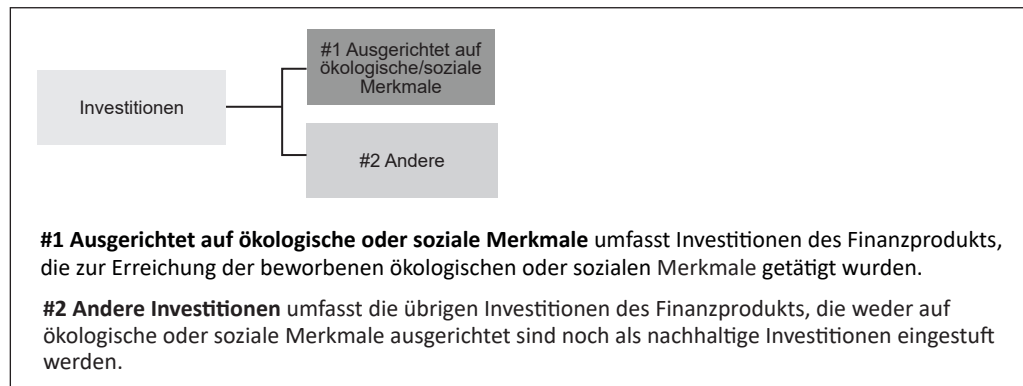 #1 Ausgerichtet auf
ökologische/soziale
Merkmale
Investitionen
#2 Andere
#1 Ausgerichtet auf ökologische oder soziale Merkmale umfasst Investitionen des Finanzprodukts,
die zur Erreichung der beworbenen ökologischen oder sozialen Merkmale getätigt wurden.
#2 Andere Investitionen umfasst die übrigen Investitionen des Finanzprodukts, die weder auf
ökologische oder soziale Merkmale ausgerichtet sind noch als nachhaltige Investitionen eingestuft
werden.